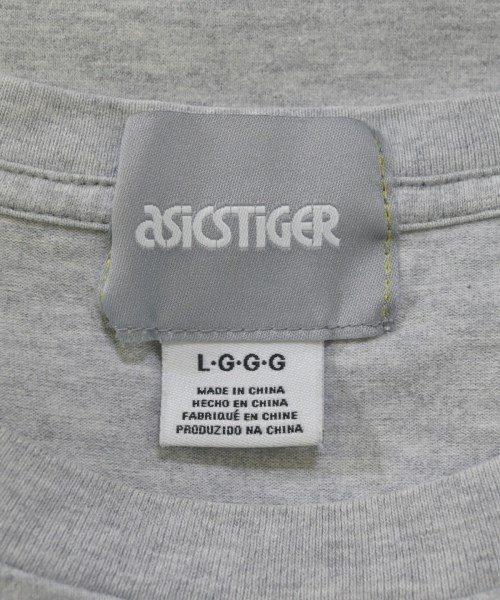 asicsTiGER
L·G·G·G
MADE IN CHINA
HECHO EN CHINA
FABRIQUÉ EN CHINE
PRODUZIDO NA CHINA